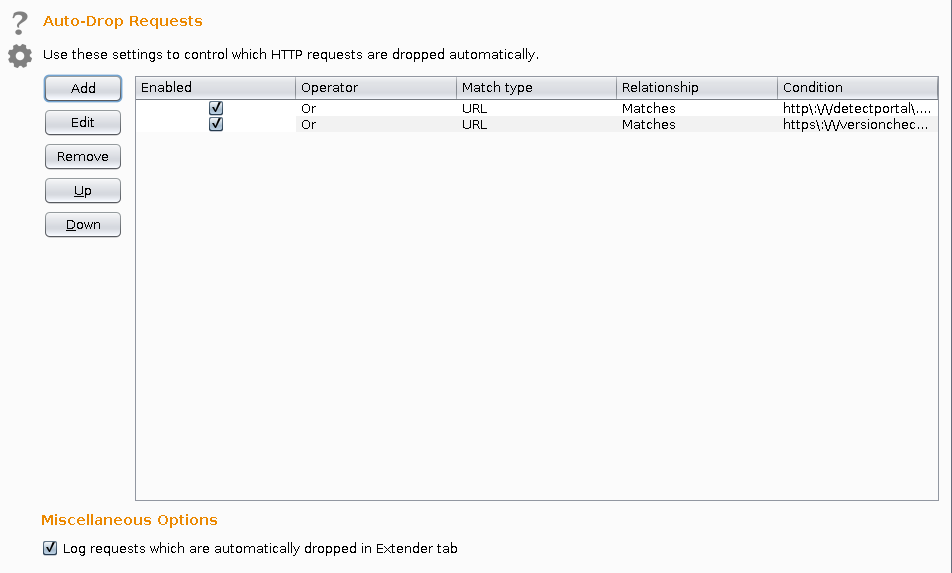 Auto-Drop Requests
Use these settings to control which HTTP requests are dropped automatically.
Add
Edit
Remove
Up
Down
Enabled Operator Match type Relationship Condition
Or URL Matches http\:\/\/detectportal\....
Or URL Matches https\:\/\/versionchec...
Miscellaneous Options
Log requests which are automatically dropped in Extender tab